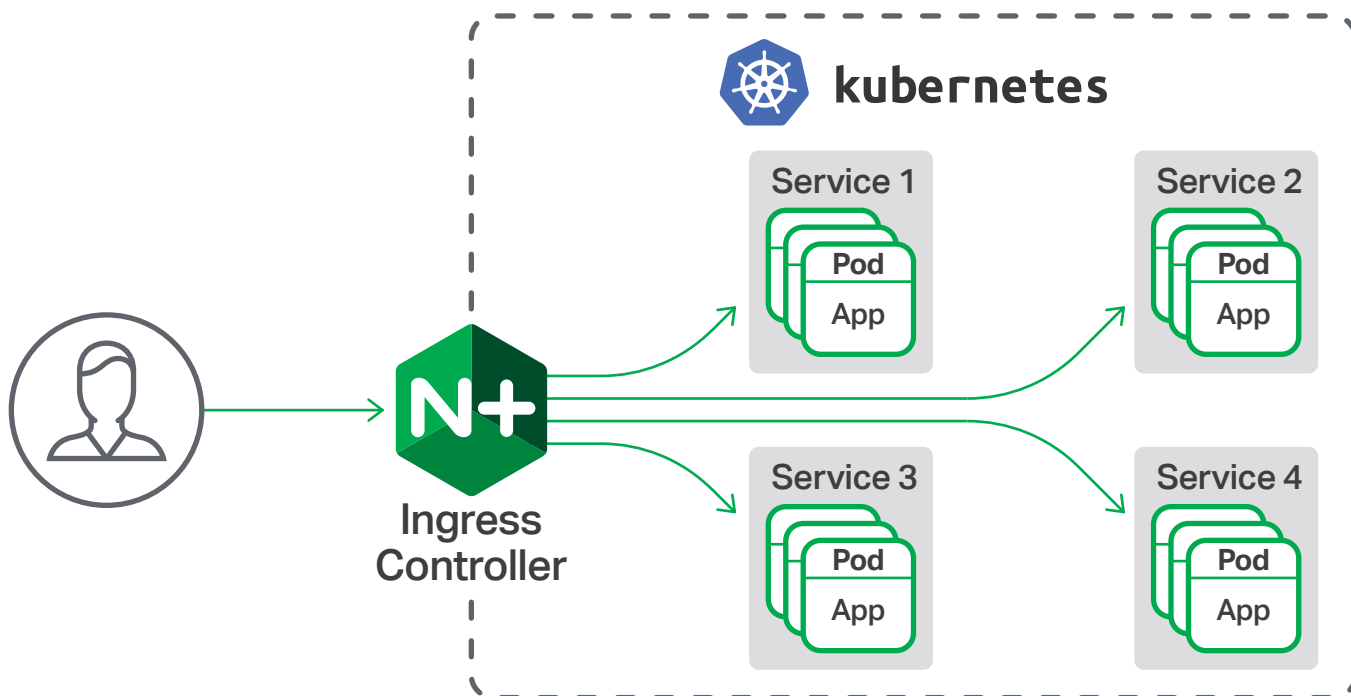 kubernetes
Service 1
Pod
App
Service 2
Pod
App
N+
Ingress
Controller
Service 3
Pod
App
Service 4
Pod
App